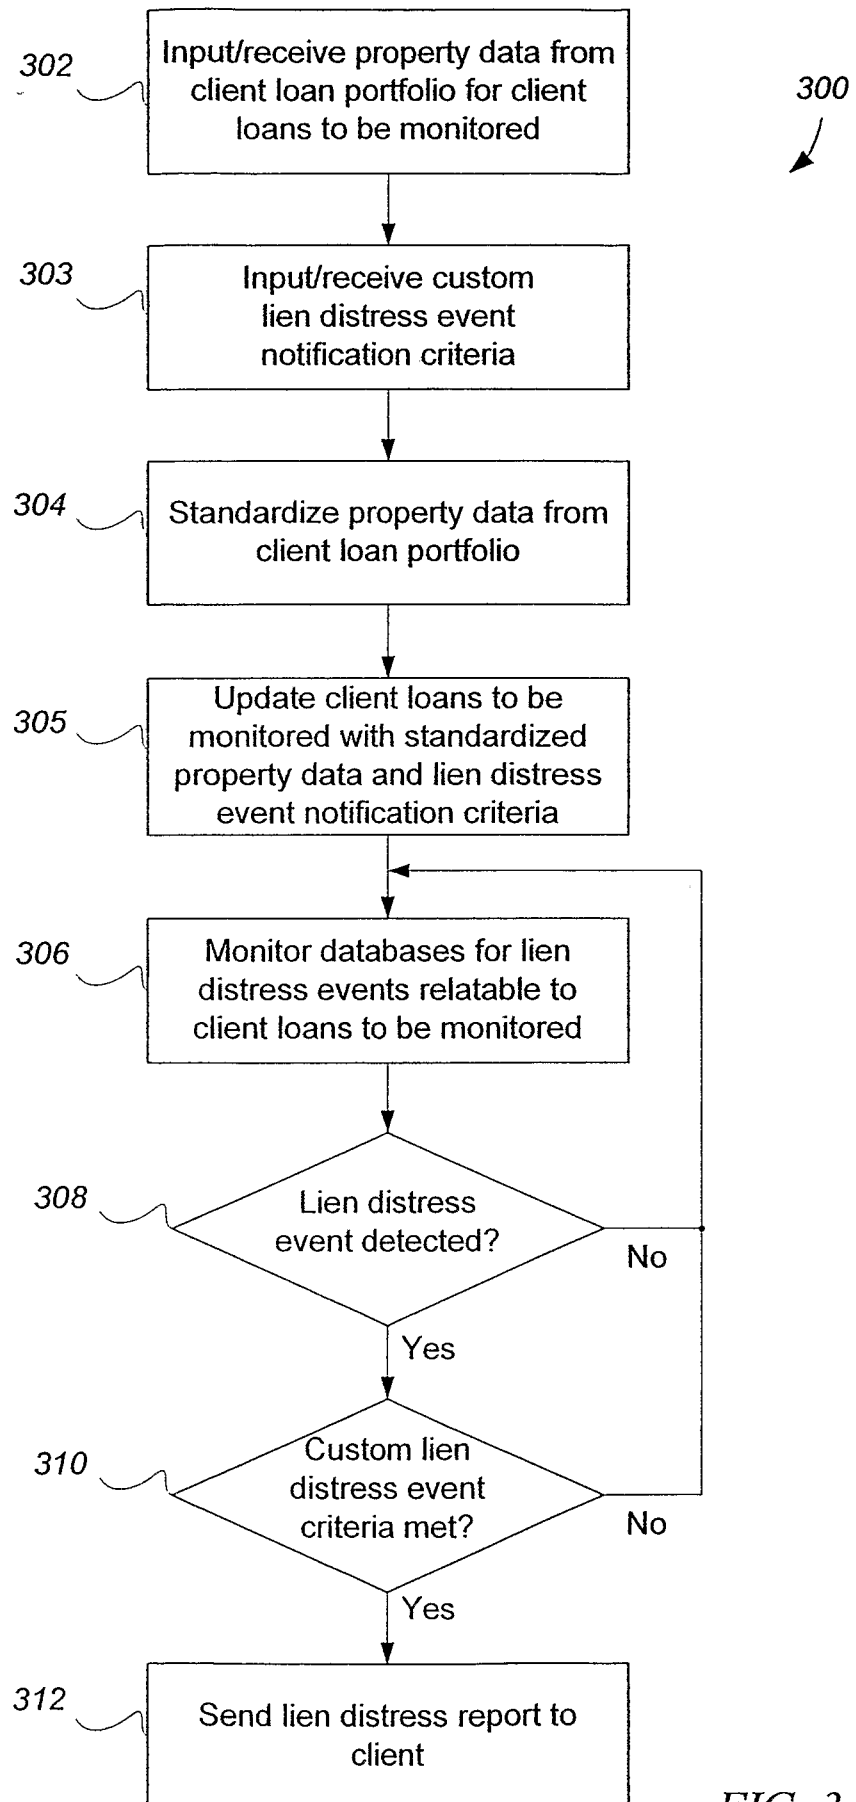 302
Input/receive property data from
client loan portfolio for client
loans to be monitored
300
303
Input/receive custom
lien distress event
notification criteria
304
Standardize property data from
client loan portfolio
305
Update client loans to be
monitored with standardized
property data and lien distress
event notification criteria
306
Monitor databases for lien
distress events relatable to
client loans to be monitored
308
Lien distress
event detected?
No
Yes
310
Custom lien
distress event
criteria met?
No
Yes
312
Send lien distress report to
client
FIG. 3